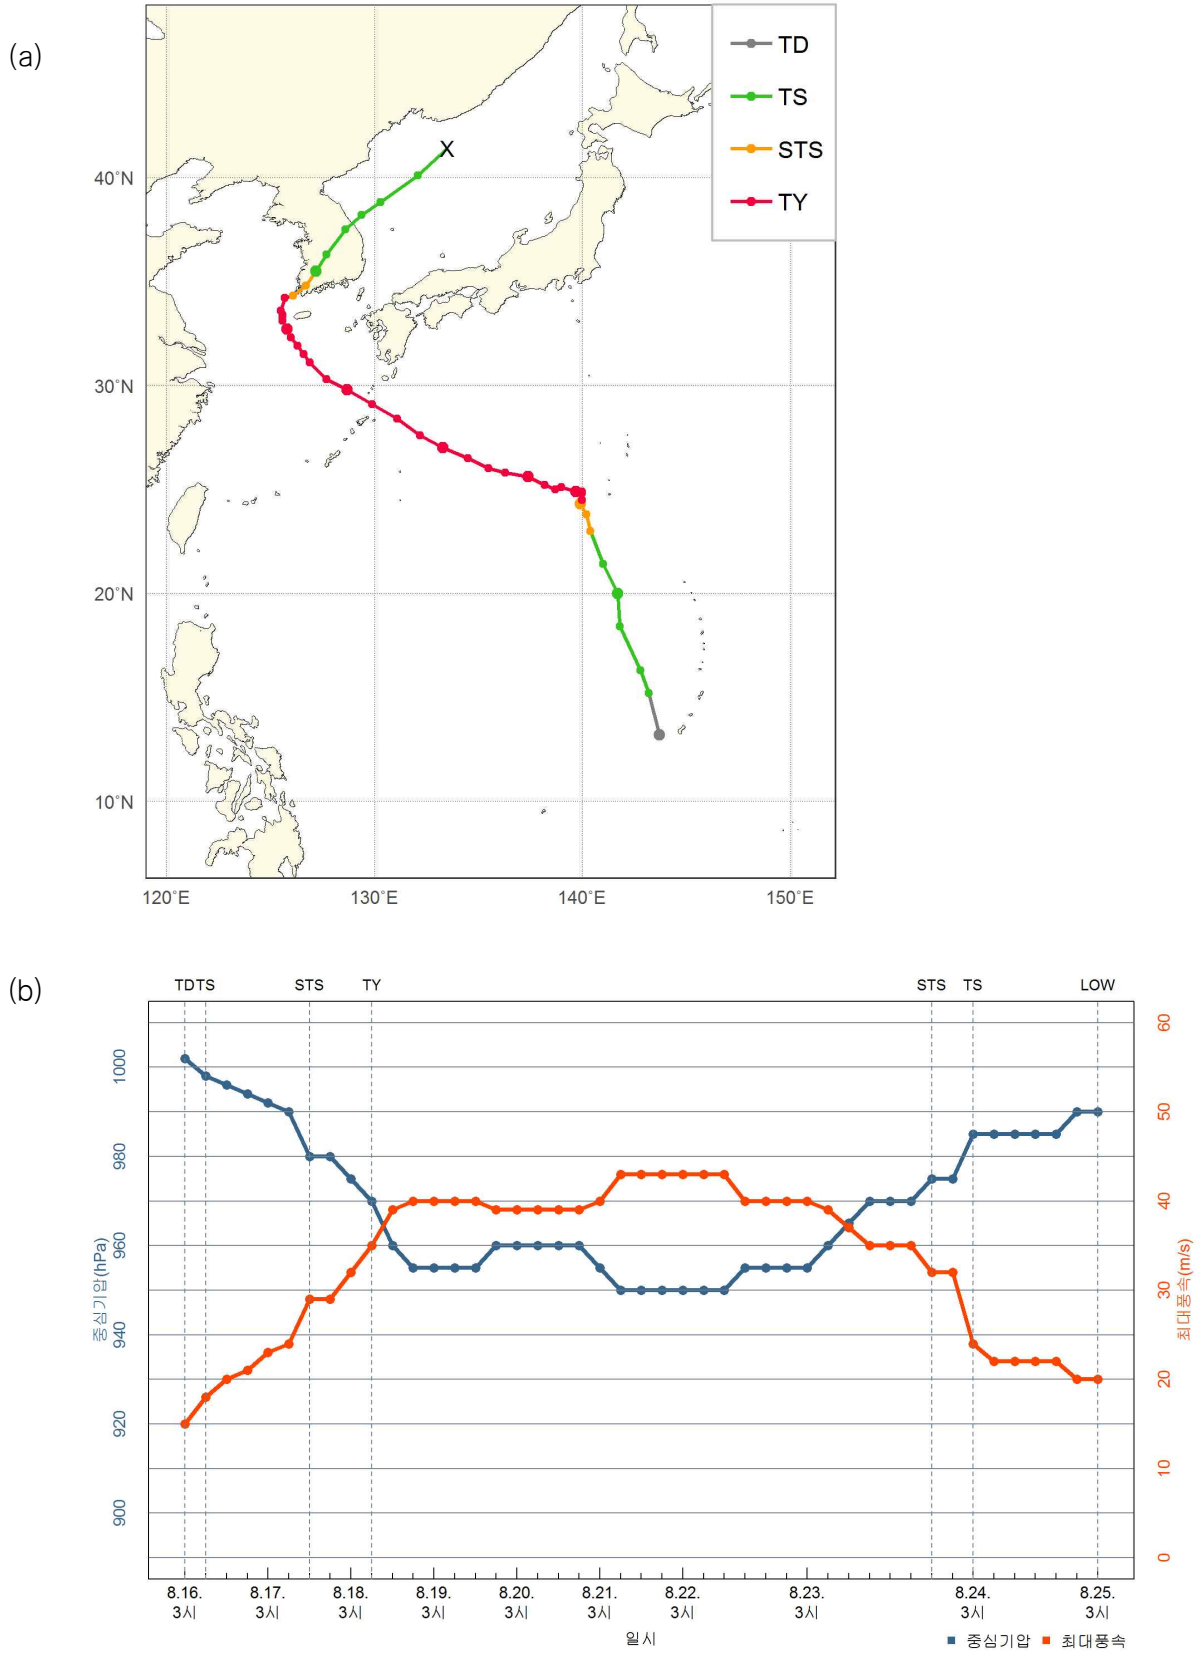 (a)
TD
TS
STS
TY
X
40°N
30°N
20°N
10°N
120°E
130°E
140°E
150°E
(b)
TD TS STS TY STS TS LOW
1000
980
960
940
920
900
중심기압(hPa)
60
50
40
30
20
10
0
최대풍속(m/s)
8.16. 8.17. 8.18. 8.19. 8.20. 8.21. 8.22. 8.23. 8.24. 8.25.
3시 3시 3시 3시 3시 3시 3시 3시 3시 3시
일시
중심기압 최대풍속